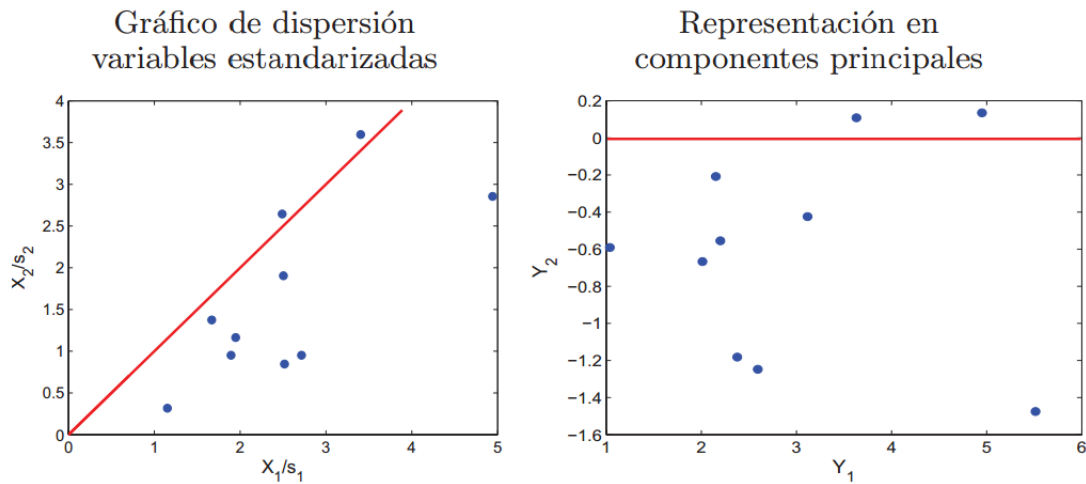 Gráfico de dispersión
variables estandarizadas
4
3.5
3
2.5
2
1.5
1
0.5
0
X2/s2
0 1 2 3 4 5
X1/s1
Representación en
componentes principales
0.2
0
−0.2
−0.4
−0.6
−0.8
−1
−1.2
−1.4
−1.6
Y2
1 2 3 4 5 6
Y1